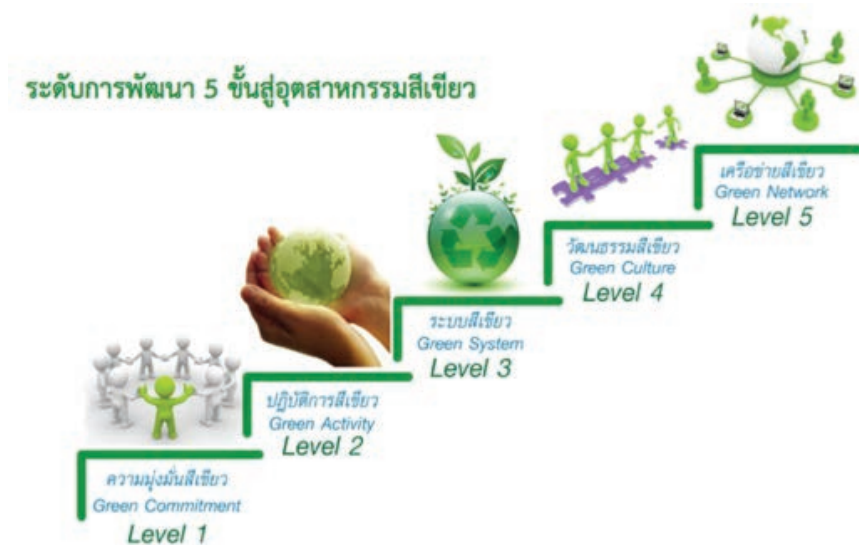 ระดับการพัฒนา 5 ขั้นสู่อุตสาหกรรมสีเขียว
ความมุ่งมั่นสีเขียว
Green Commitment
Level 1
ปฏิบัติการสีเขียว
Green Activity
Level 2
ระบบสีเขียว
Green System
Level 3
วัฒนธรรมสีเขียว
Green Culture
Level 4
เครือข่ายสีเขียว
Green Network
Level 5